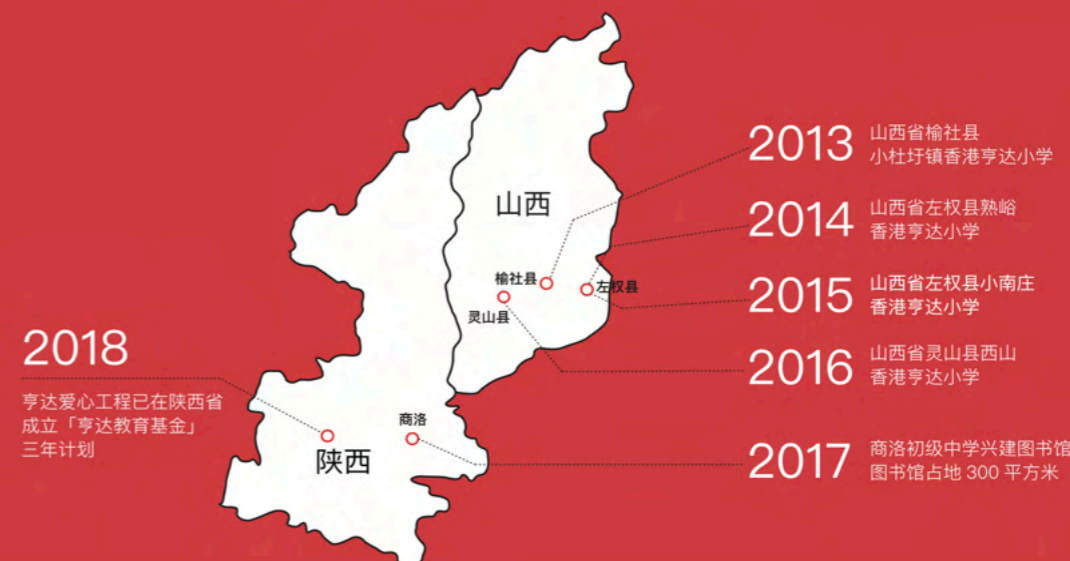 2013
山西省榆社县
小杜圩镇香港亨达小学
山西
2014
山西省左权县熟峪
香港亨达小学
榆社县
左权县
2015
山西省左权县小南庄
香港亨达小学
灵山县
2018
2016
山西省灵山县西山
香港亨达小学
亨达爱心工程已在陕西省
成立「亨达教育基金」
三年计划
商洛
陕西
2017
商洛初级中学兴建图书馆
图书馆占地 300 平方米